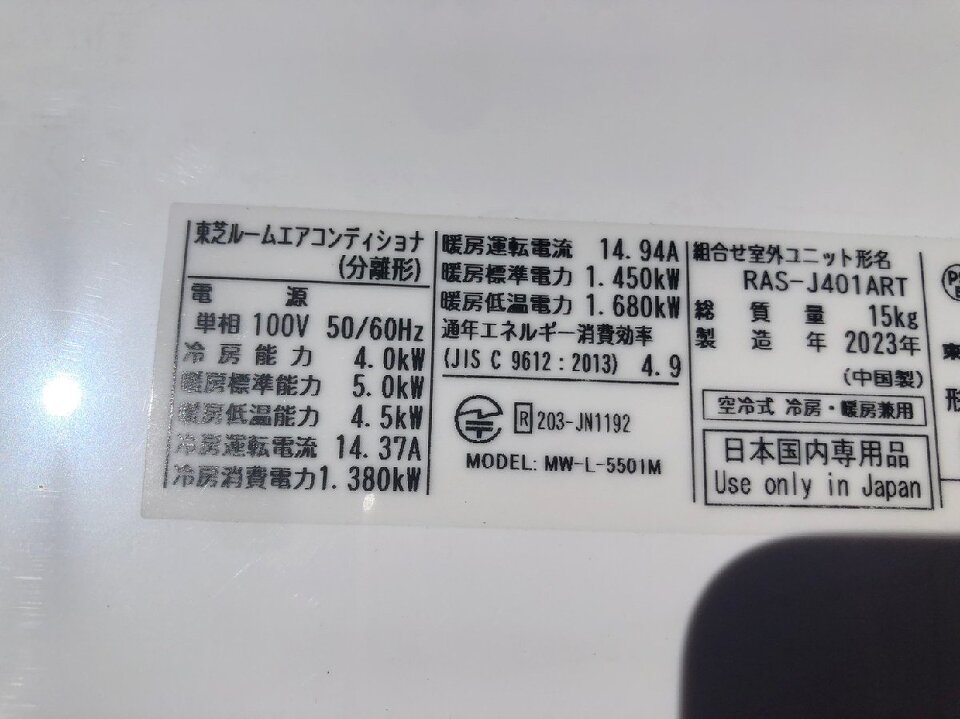 東芝ルームエアコンディショナ
(分離形)
電 源
単相 100V 50/60Hz
冷房能力 4.0kW
暖房標準能力 5.0kW
暖房低温能力 4.5kW
冷房運転電流 14.37A
冷房消費電力 1.380kW
暖房運転電流 14.94A
暖房標準電力 1.450kW
暖房低温電力 1.680kW
通年エネルギー消費効率
(JIS C 9612:2013) 4.9
R 203-JN1192
MODEL: MW-L-5501M
組合せ室外ユニット形名
RAS-J401ART
総 質 量 15kg
製 造 年 2023年
(中国製)
空冷式 冷房・暖房兼用
日本国内専用品
Use only in Japan
東
形